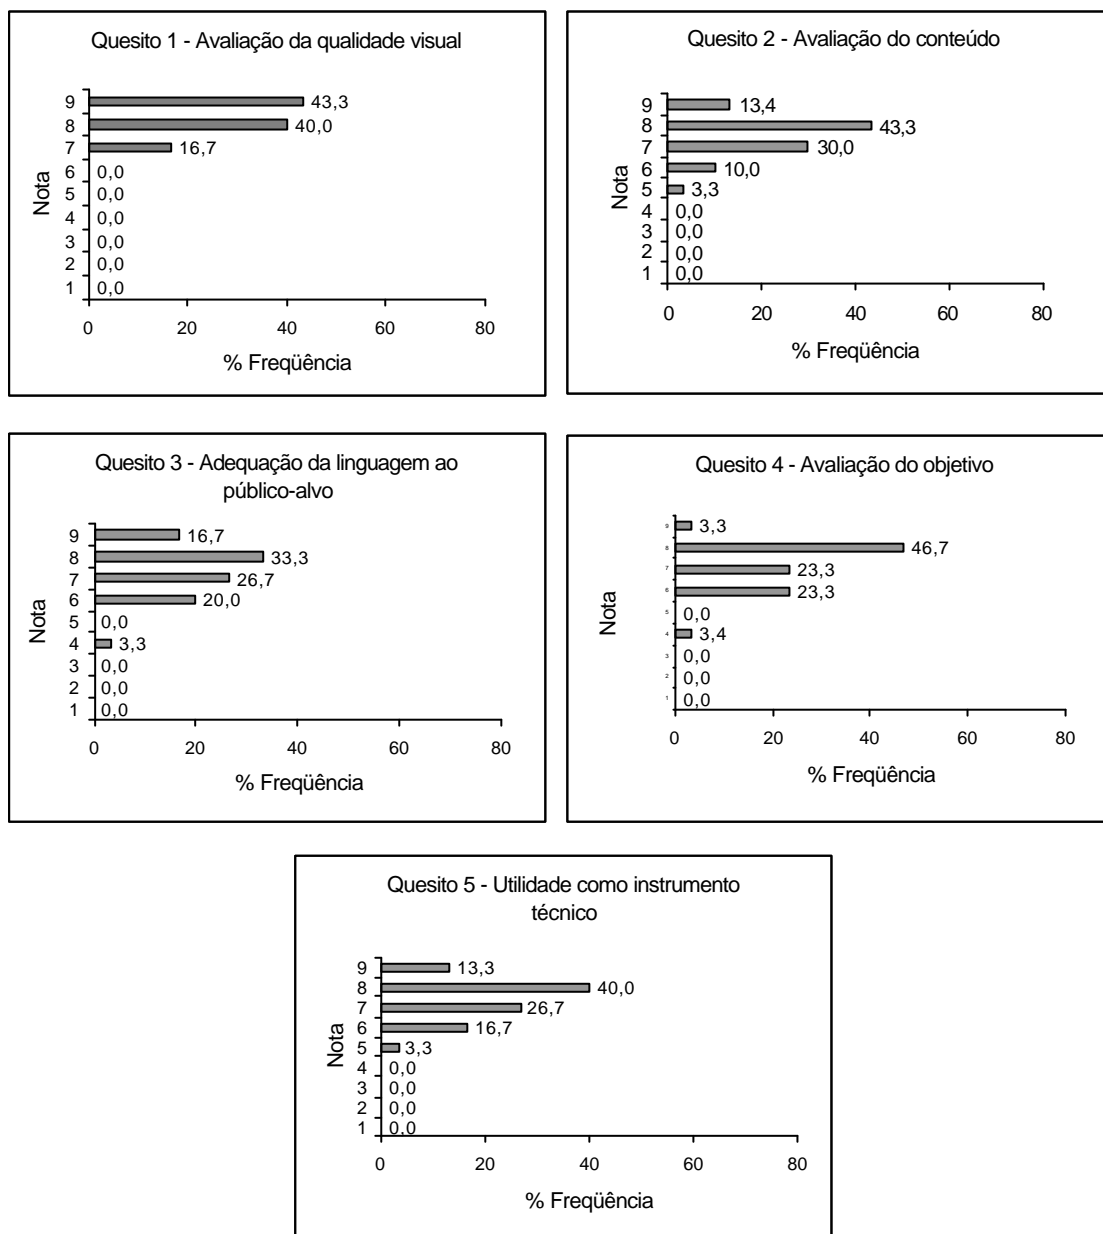 Quesito 1 - Avaliação da qualidade visual
Nota
9 43,3
8 40,0
7 16,7
6 0,0
5 0,0
4 0,0
3 0,0
2 0,0
1 0,0
0 20 40 60 80
% Freqüência
Quesito 2 - Avaliação do conteúdo
Nota
9 13,4
8 43,3
7 30,0
6 10,0
5 3,3
4 0,0
3 0,0
2 0,0
1 0,0
0 20 40 60 80
% Freqüência
Quesito 3 - Adequação da linguagem ao
público-alvo
Nota
9 16,7
8 33,3
7 26,7
6 20,0
5 0,0
4 3,3
3 0,0
2 0,0
1 0,0
0 20 40 60 80
% Freqüência
Quesito 4 - Avaliação do objetivo
Nota
9 3,3
8 46,7
7 23,3
6 23,3
5 0,0
4 3,4
3 0,0
2 0,0
1 0,0
0 20 40 60 80
% Freqüência
Quesito 5 - Utilidade como instrumento
técnico
Nota
9 13,3
8 40,0
7 26,7
6 16,7
5 3,3
4 0,0
3 0,0
2 0,0
1 0,0
0 20 40 60 80
% Freqüência